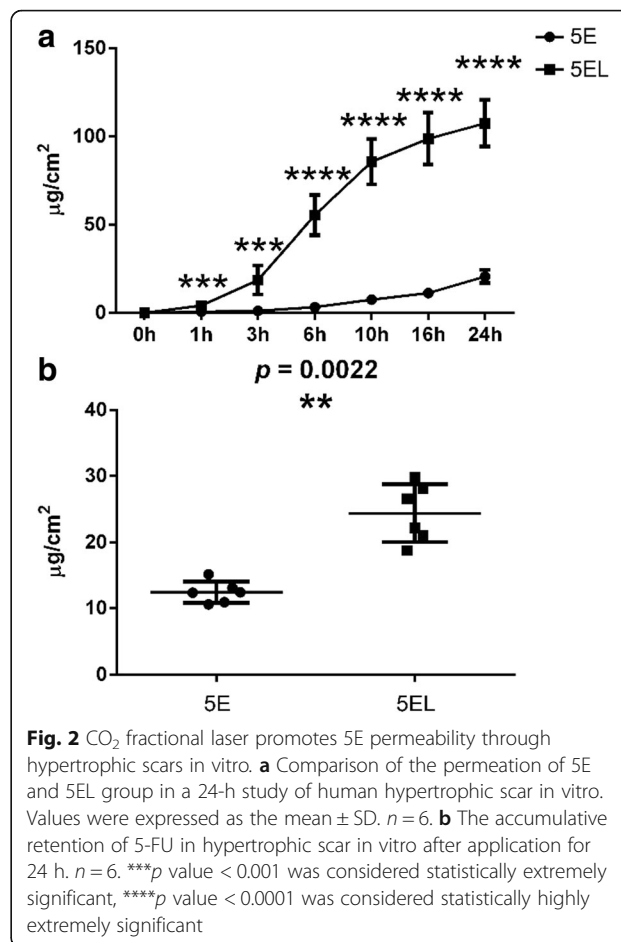 a
5E
5EL
150
100
50
0
µg/cm²
***
***
****
****
****
****
0h 1h 3h 6h 10h 16h 24h
b
p = 0.0022
**
40
30
20
10
0
µg/cm²
5E 5EL
Fig. 2 CO₂ fractional laser promotes 5E permeability through
hypertrophic scars in vitro. a Comparison of the permeation of 5E
and 5EL group in a 24-h study of human hypertrophic scar in vitro.
Values were expressed as the mean ± SD. n = 6. b The accumulative
retention of 5-FU in hypertrophic scar in vitro after application for
24 h. n = 6. ***p value < 0.001 was considered statistically extremely
significant, ****p value < 0.0001 was considered statistically highly
extremely significant